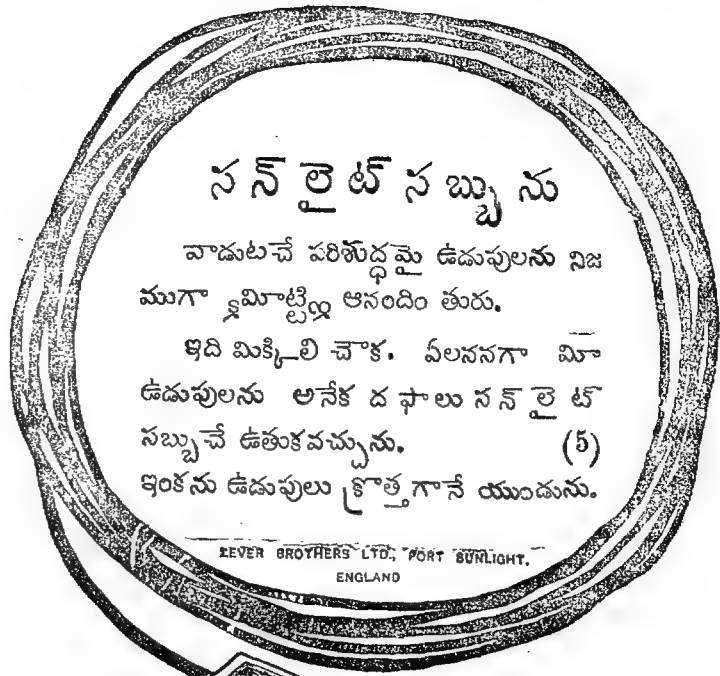 సన్ లైట్ సబ్బును
వాడుటచే పరిశుద్ధమై ఉడుపులను నిజ
ముగా ఆనందిం తురు.
ఇది మిక్కిలి చౌక. ఏలననగా మీ
ఉడుపులను అనేక ద ఫాలు సన్ లై ట్
సబ్బుచే ఉతుకవచ్చును. (5)
ఇంకను ఉడుపులు క్రొత్తగానే యుండును.
LEVER BROTHERS LTD., PORT SUNLIGHT.
ENGLAND